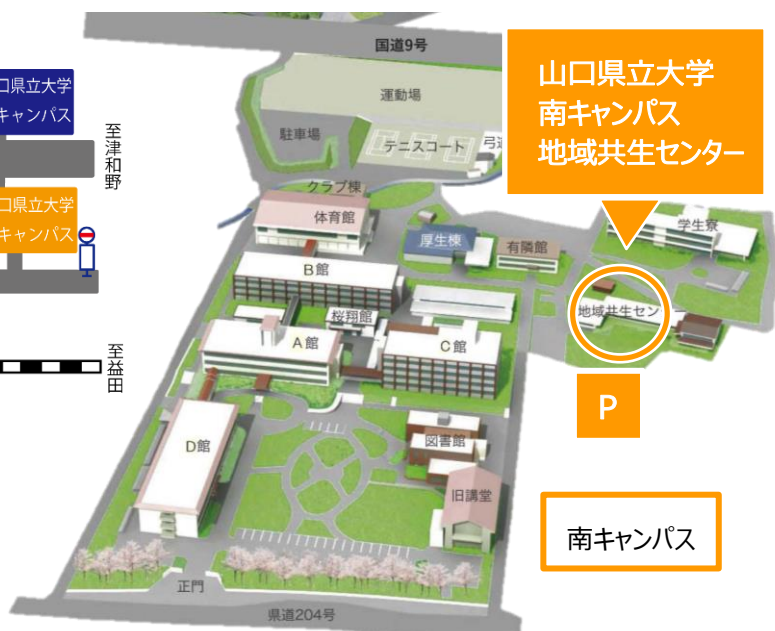 国道9号
口県立大学
キャンパス
至津和野
口県立大学
キャンパス
至益田
山口県立大学
南キャンパス
地域共生センター
運動場
駐車場
テニスコート
弓道
クラブ棟
体育館
厚生棟
有隣館
学生寮
B館
桜翔館
地域共生センター
A館
C館
P
D館
図書館
旧講堂
南キャンパス
正門
県道204号